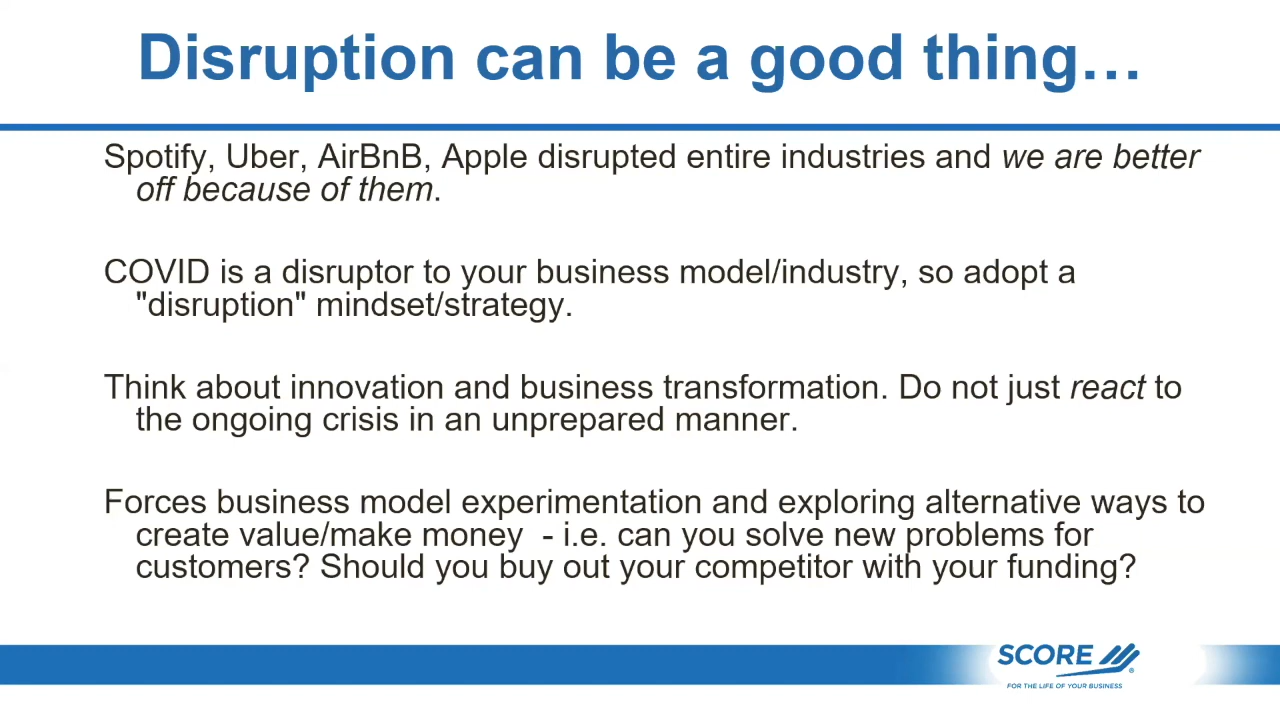 Disruption can be a good thing…
Spotify, Uber, AirBnB, Apple disrupted entire industries and we are better
off because of them.
COVID is a disruptor to your business model/industry, so adopt a
"disruption" mindset/strategy.
Think about innovation and business transformation. Do not just react to
the ongoing crisis in an unprepared manner.
Forces business model experimentation and exploring alternative ways to
create value/make money  - i.e. can you solve new problems for
customers? Should you buy out your competitor with your funding?
SCORE
®
FOR THE LIFE OF YOUR BUSINESS